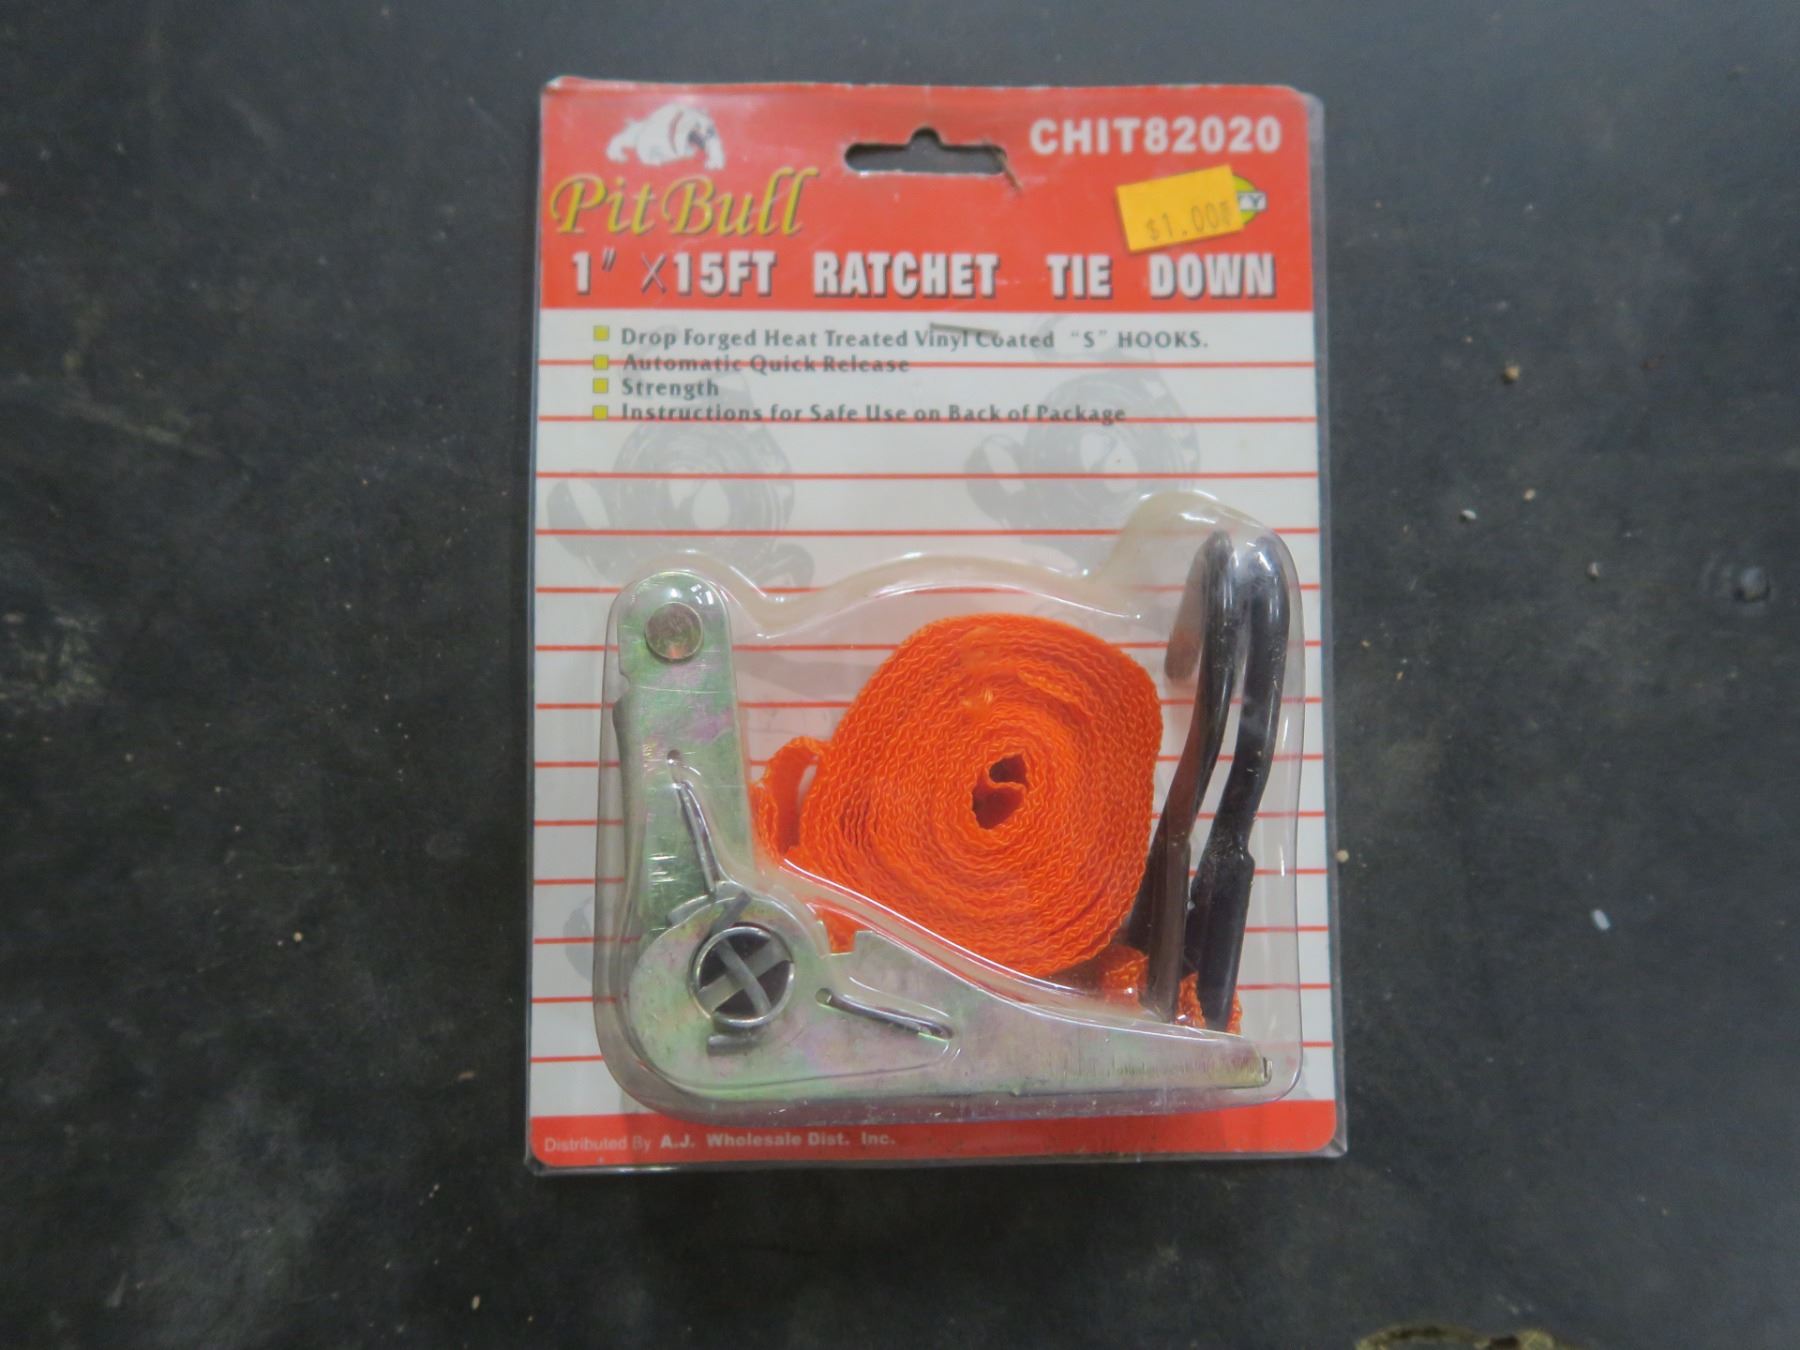 CHIT82020
Pit Bull
$1.00
1" X 15FT RATCHET TIE DOWN
Drop Forged Heat Treated Vinyl Coated "S" HOOKS.
Automatic Quick Release
Strength
Instructions for Safe Use on Back of Package
Distributed By A.J. Wholesale Dist. Inc.